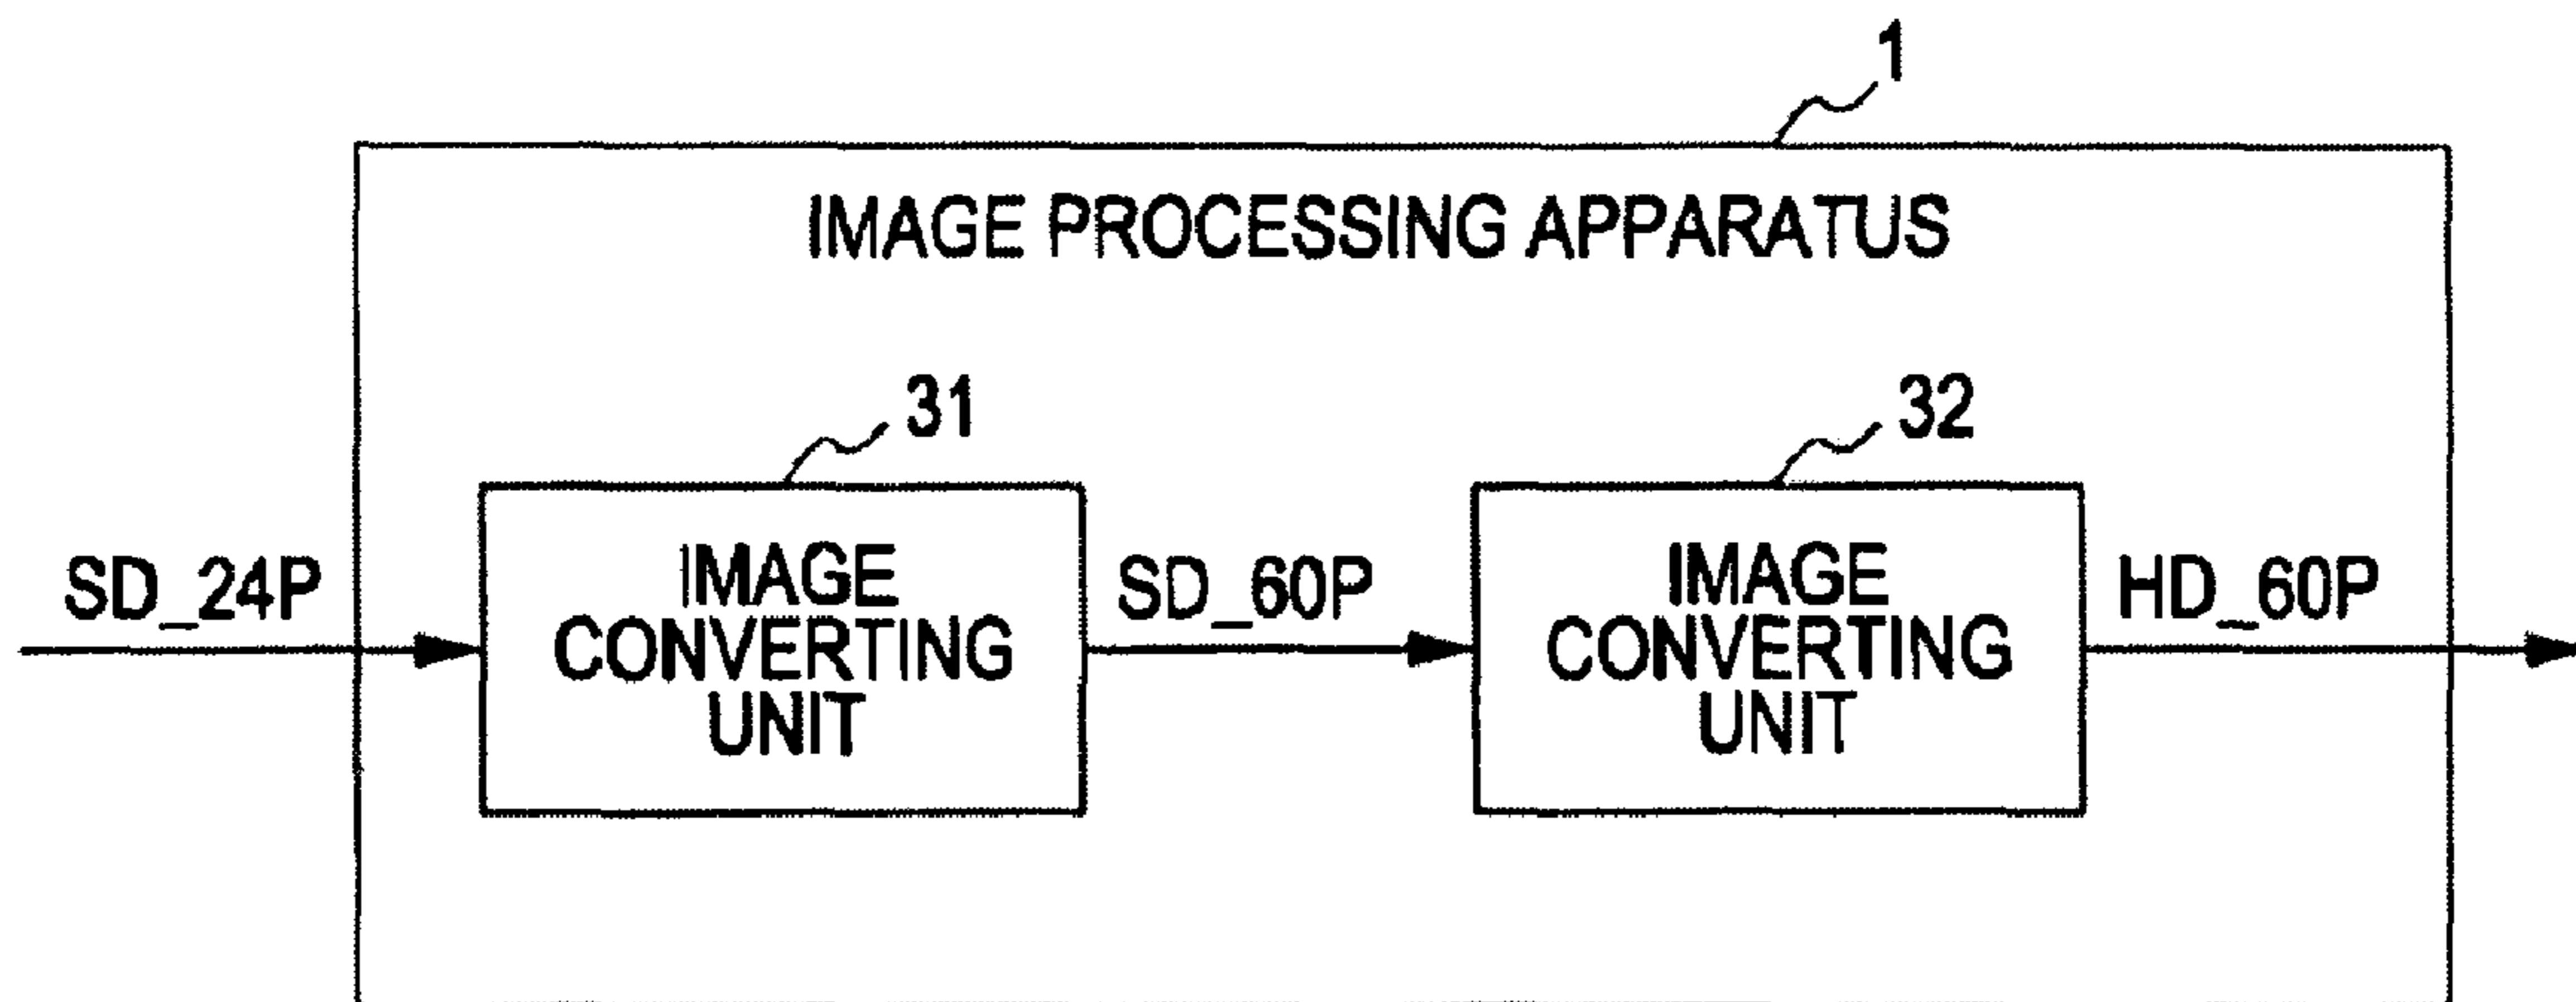 1
IMAGE PROCESSING APPARATUS
31
32
SD_24P
IMAGE
CONVERTING
UNIT
SD_60P
IMAGE
CONVERTING
UNIT
HD_60P